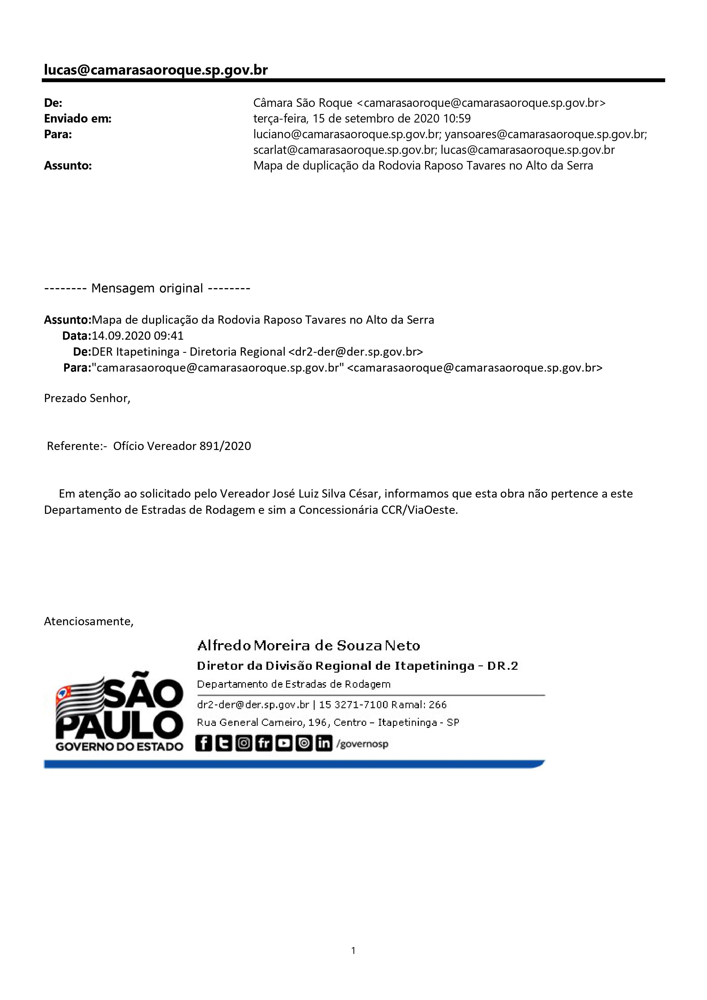 lucas@camarasaoroque.sp.gov.br
De: Câmara São Roque <camarasaoroque@camarasaoroque.sp.gov.br>
Enviado em: terça-feira, 15 de setembro de 2020 10:59
Para: luciano@camarasaoroque.sp.gov.br; yansoares@camarasaoroque.sp.gov.br;
scarlat@camarasaoroque.sp.gov.br; lucas@camarasaoroque.sp.gov.br
Assunto: Mapa de duplicação da Rodovia Raposo Tavares no Alto da Serra
-------- Mensagem original --------
Assunto:Mapa de duplicação da Rodovia Raposo Tavares no Alto da Serra
Data:14.09.2020 09:41
De:DER Itapetininga - Diretoria Regional <dr2-der@der.sp.gov.br>
Para:"camarasaoroque@camarasaoroque.sp.gov.br" <camarasaoroque@camarasaoroque.sp.gov.br>
Prezado Senhor,
Referente:- Ofício Vereador 891/2020
Em atenção ao solicitado pelo Vereador José Luiz Silva César, informamos que esta obra não pertence a este
Departamento de Estradas de Rodagem e sim a Concessionária CCR/ViaOeste.
Atenciosamente,
Alfredo Moreira de Souza Neto
Diretor da Divisão Regional de Itapetininga - DR.2
Departamento de Estradas de Rodagem
dr2-der@der.sp.gov.br | 15 3271-7100 Ramal: 266
Rua General Carneiro, 196, Centro – Itapetininga - SP
/governosp
SÃO
PAULO
GOVERNO DO ESTADO
1